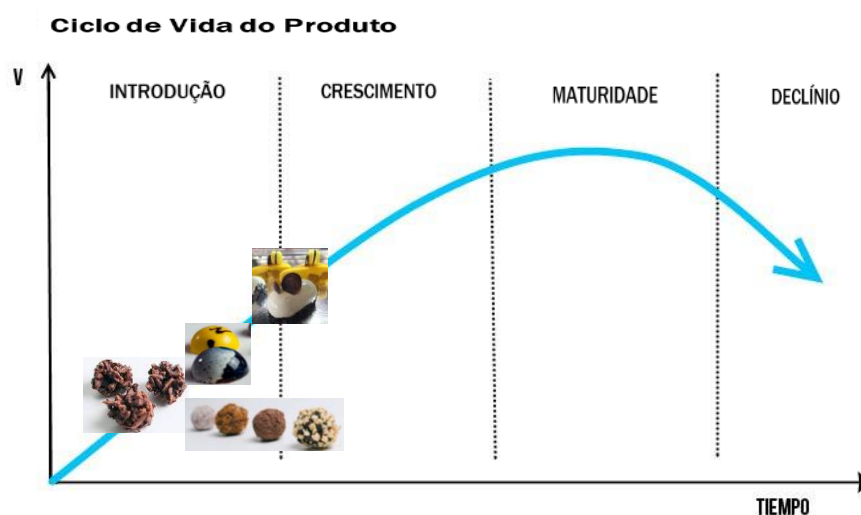 Ciclo de Vida do Produto
V
INTRODUÇÃO
CRESCIMENTO
MATURIDADE
DECLÍNIO
TIEMPO